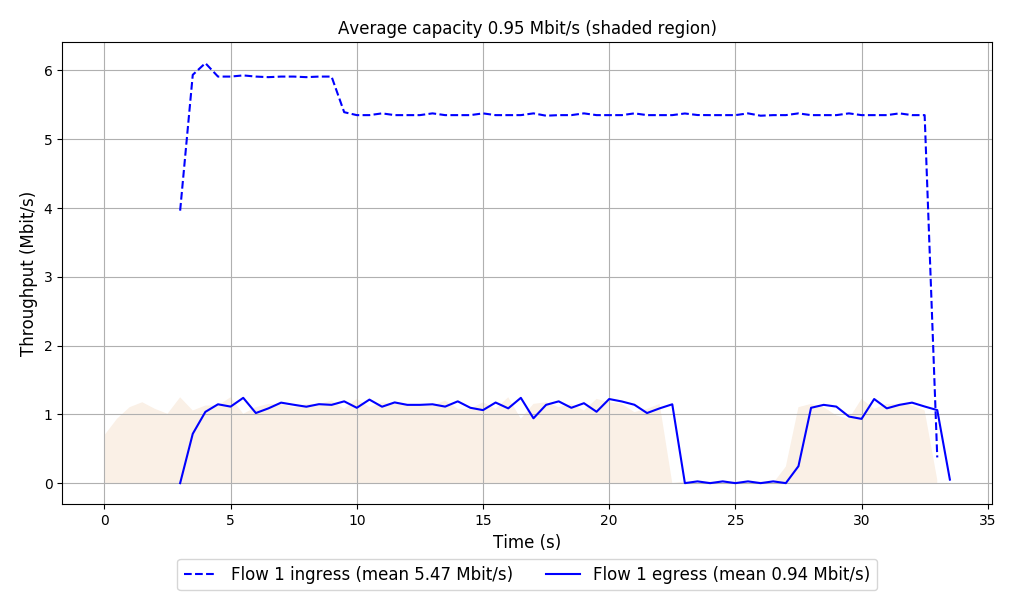 Average capacity 0.95 Mbit/s (shaded region)
6
5
4
3
2
1
0
Throughput (Mbit/s)
0 5 10 15 20 25 30 35
Time (s)
Flow 1 ingress (mean 5.47 Mbit/s) Flow 1 egress (mean 0.94 Mbit/s)